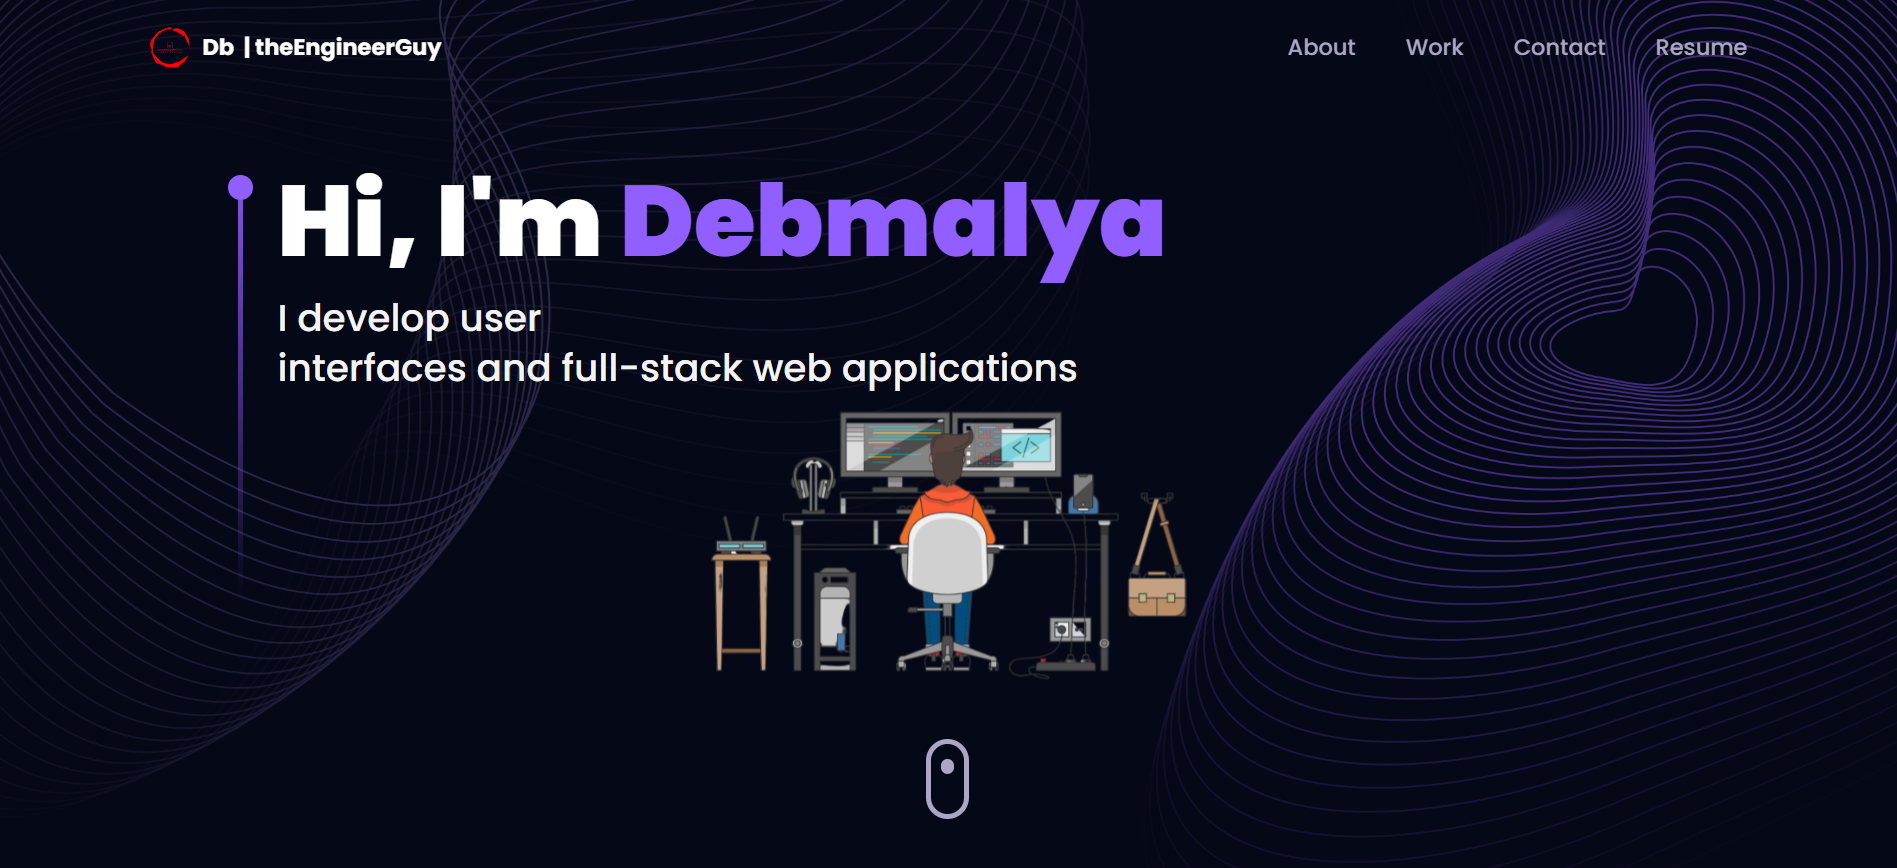 Db | theEngineerGuy
About Work Contact Resume
Hi, I'm Debmalya
I develop user
interfaces and full-stack web applications
</>